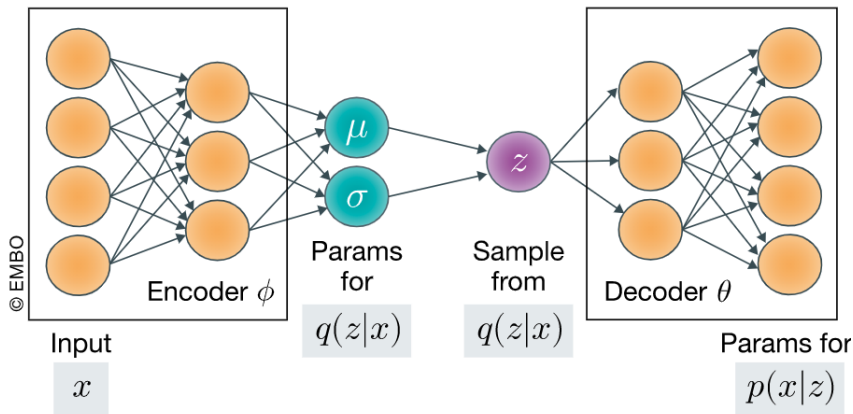 μ
σ
z
© EMBO
Encoder ϕ
Params
for
q(z|x)
Sample
from
q(z|x)
Decoder θ
Input
x
Params for
p(x|z)